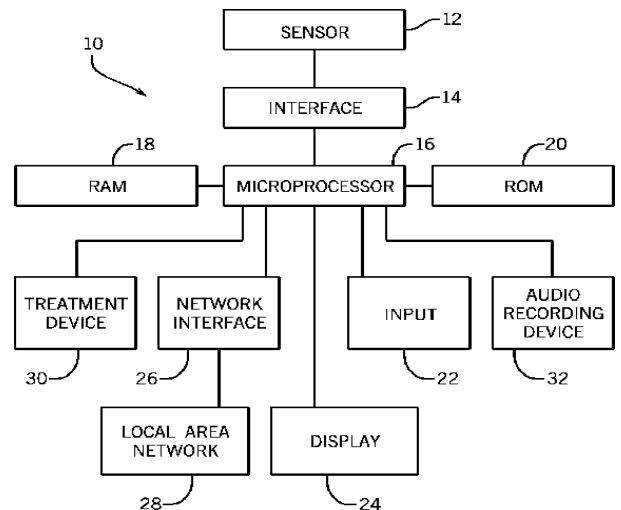 SENSOR
12
10
INTERFACE
14
18
16
20
RAM
MICROPROCESSOR
ROM
TREATMENT
DEVICE
NETWORK
INTERFACE
INPUT
AUDIO
RECORDING
DEVICE
30
26
22
32
LOCAL AREA
NETWORK
DISPLAY
28
24